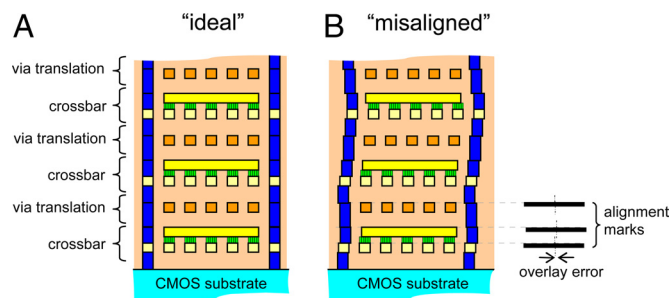 A
“ideal”
B
“misaligned”
via translation
crossbar
via translation
crossbar
via translation
crossbar
alignment
marks
overlay error
CMOS substrate
CMOS substrate